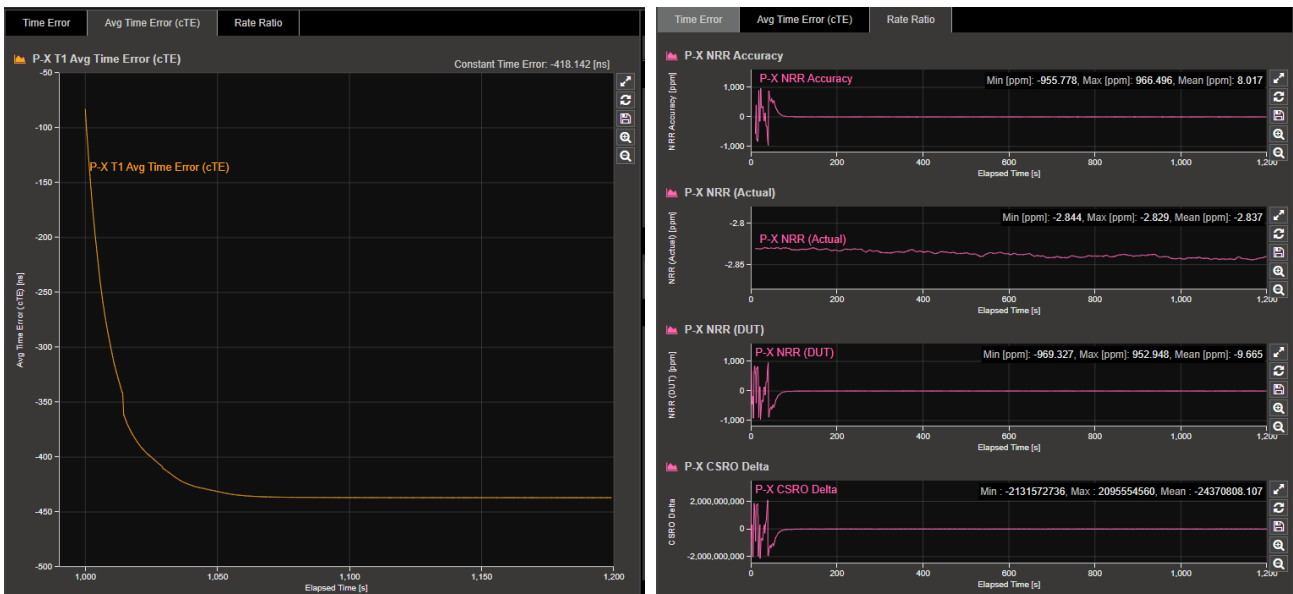 Time Error
Avg Time Error (cTE)
Rate Ratio
P-X T1 Avg Time Error (cTE)
Constant Time Error: -418.142 [ns]
-50
-100
P-X T1 Avg Time Error (cTE)
-150
-200
-250
Avg Time Error (cTE) [ns]
-300
-350
-400
-450
-500
1,000
1,050
1,100
1,150
1,200
Elapsed Time [s]
Time Error
Avg Time Error (cTE)
Rate Ratio
P-X NRR Accuracy
P-X NRR Accuracy
Min [ppm]: -955.778, Max [ppm]: 966.496, Mean [ppm]: 8.017
NRR Accuracy [ppm]
1,000
0
-1,000
0
200
400
600
800
1,000
1,200
Elapsed Time [s]
P-X NRR (Actual)
Min [ppm]: -2.844, Max [ppm]: -2.829, Mean [ppm]: -2.837
NRR (Actual) [ppm]
-2.8
P-X NRR (Actual)
-2.85
0
200
400
600
800
1,000
1,200
Elapsed Time [s]
P-X NRR (DUT)
P-X NRR (DUT)
Min [ppm]: -969.327, Max [ppm]: 952.948, Mean [ppm]: -9.665
NRR (DUT) [ppm]
1,000
0
-1,000
0
200
400
600
800
1,000
1,200
Elapsed Time [s]
P-X CSRO Delta
P-X CSRO Delta
Min : -2131572736, Max : 2095554560, Mean : -24370808.107
CSRO Delta
2,000,000,000
0
-2,000,000,000
0
200
400
600
800
1,000
1,200
Elapsed Time [s]